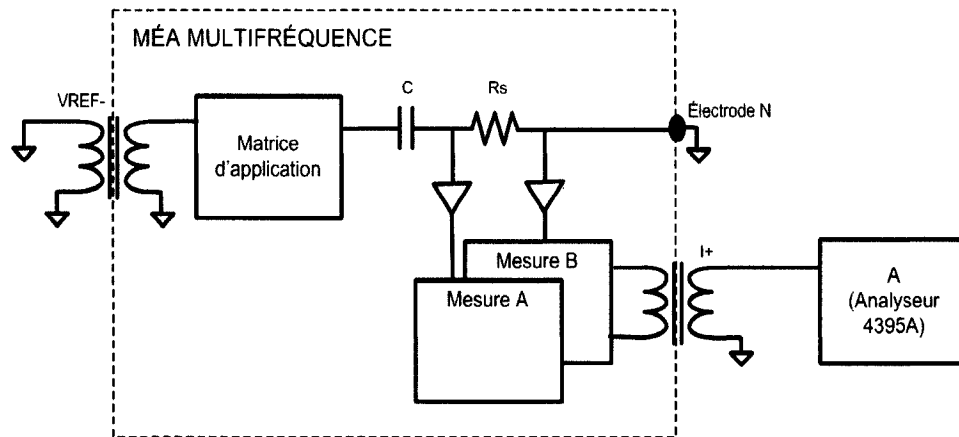 MÉA MULTIFRÉQUENCE
VREF-
C
Rs
Électrode N
Matrice
d'application
I+
Mesure B
Mesure A
A
(Analyseur
4395A)